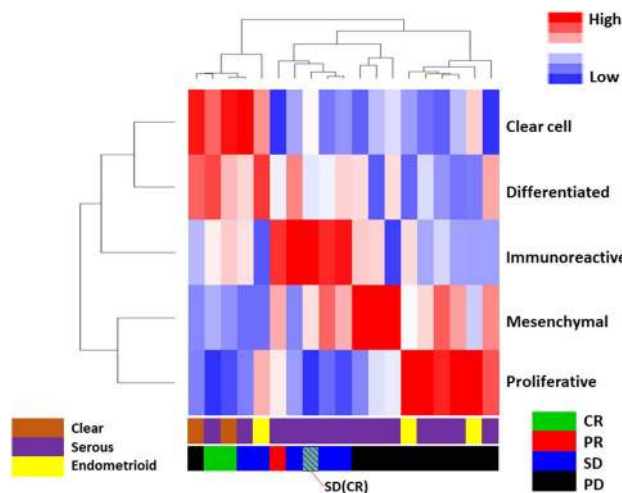 High
Low
Clear cell
Differentiated
Immunoreactive
Mesenchymal
Proliferative
Clear
Serous
Endometrioid
CR
PR
SD
PD
SD(CR)